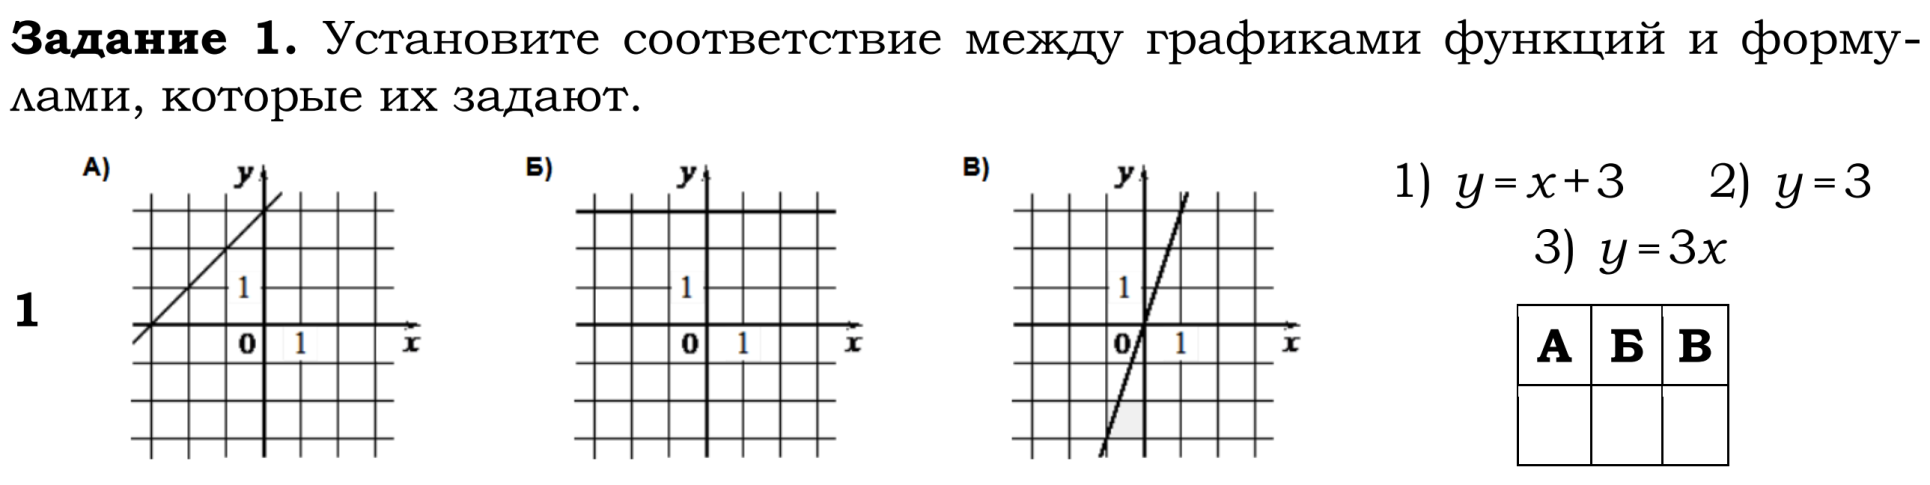 Задание 1. Установите соответствие между графиками функций и форму-
лами, которые их задают.
1
А)
y
1
0
1
x
Б)
y
1
0
1
x
В)
y
1
0
1
x
1) y = x + 3 2) y = 3
3) y = 3x
А Б В